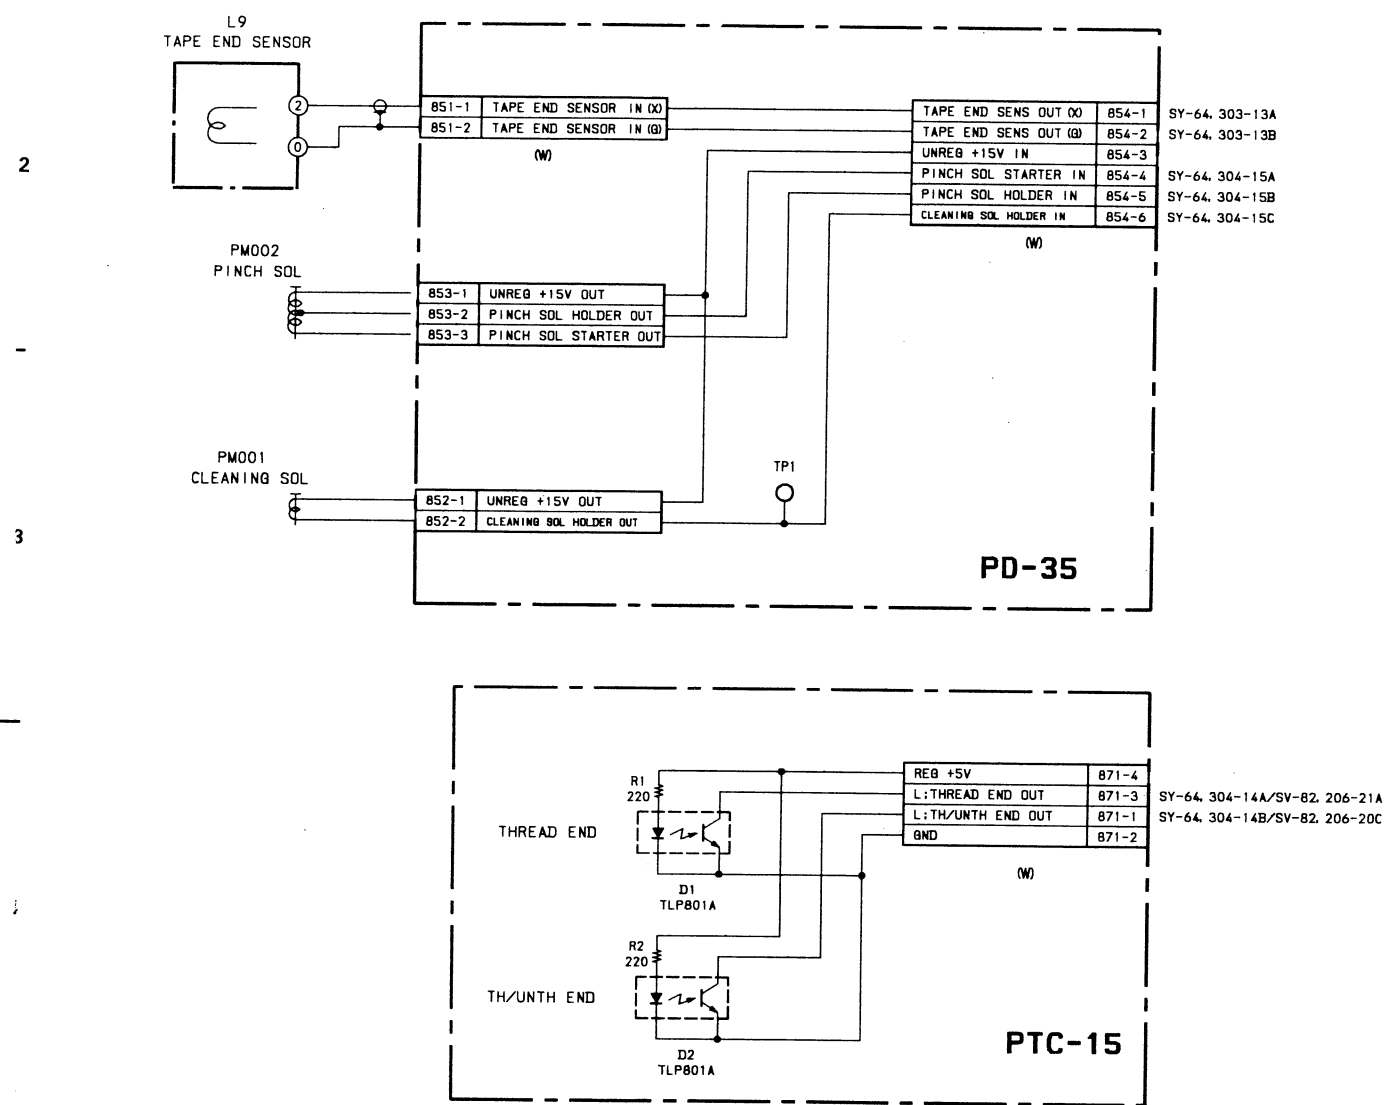 L9
TAPE END SENSOR
2
0
851-1 TAPE END SENSOR IN (X)
851-2 TAPE END SENSOR IN (G)
(W)
TAPE END SENS OUT (X) 854-1 SY-64. 303-13A
TAPE END SENS OUT (G) 854-2 SY-64. 303-13B
UNREG +15V IN 854-3
PINCH SOL STARTER IN 854-4 SY-64. 304-15A
PINCH SOL HOLDER IN 854-5 SY-64. 304-15B
CLEANING SOL HOLDER IN 854-6 SY-64. 304-15C
(W)
2
PM002
PINCH SOL
853-1 UNREG +15V OUT
853-2 PINCH SOL HOLDER OUT
853-3 PINCH SOL STARTER OUT
PM001
CLEANING SOL
852-1 UNREG +15V OUT
852-2 CLEANING SOL HOLDER OUT
TP1
3
PD-35
R1
220
THREAD END
D1
TLP801A
REG +5V 871-4
L:THREAD END OUT 871-3 SY-64. 304-14A/SV-82. 206-21A
L:TH/UNTH END OUT 871-1 SY-64. 304-14B/SV-82. 206-20C
GND 871-2
(W)
R2
220
TH/UNTH END
D2
TLP801A
PTC-15